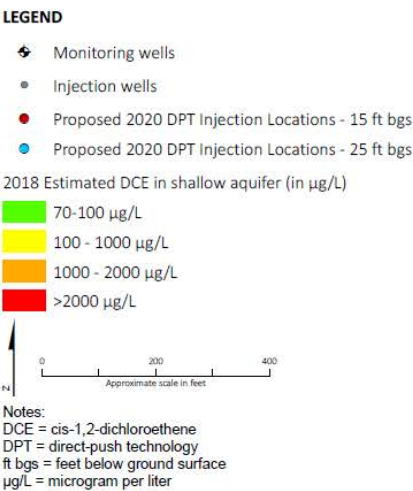 LEGEND
Monitoring wells
Injection wells
Proposed 2020 DPT Injection Locations - 15 ft bgs
Proposed 2020 DPT Injection Locations - 25 ft bgs
2018 Estimated DCE in shallow aquifer (in µg/L)
70-100 µg/L
100 - 1000 µg/L
1000 - 2000 µg/L
>2000 µg/L
0 200 400
Approximate scale in feet
N
Notes:
DCE = cis-1,2-dichloroethene
DPT = direct-push technology
ft bgs = feet below ground surface
µg/L = microgram per liter